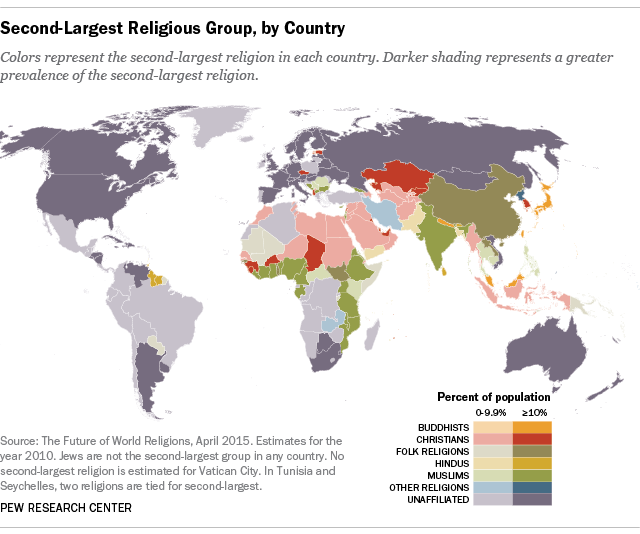 Second-Largest Religious Group, by Country
Colors represent the second-largest religion in each country. Darker shading represents a greater
prevalence of the second-largest religion.
Percent of population
0-9.9% ≥10%
BUDDHISTS
CHRISTIANS
FOLK RELIGIONS
HINDUS
MUSLIMS
OTHER RELIGIONS
UNAFFILIATED
Source: The Future of World Religions, April 2015. Estimates for the
year 2010. Jews are not the second-largest group in any country. No
second-largest religion is estimated for Vatican City. In Tunisia and
Seychelles, two religions are tied for second-largest.
PEW RESEARCH CENTER